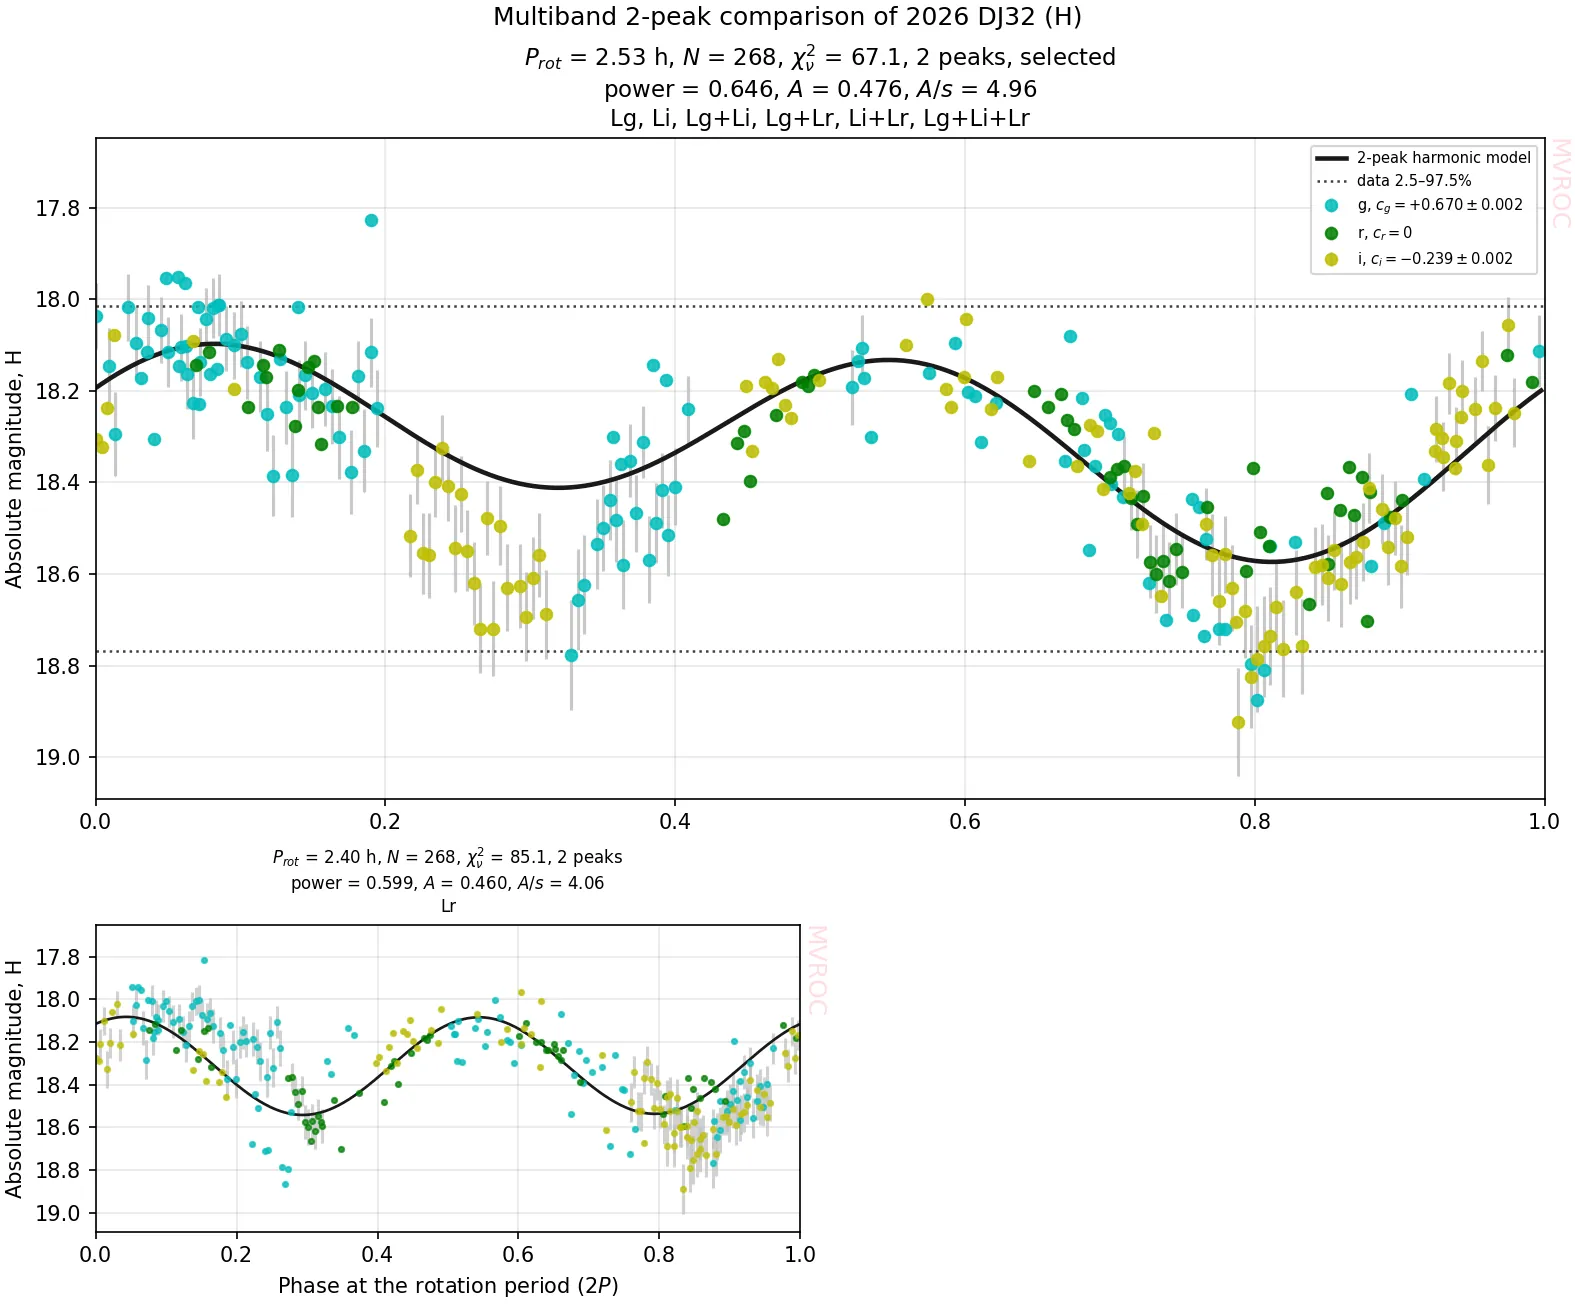 Multiband 2-peak comparison of 2026 DJ32 (H)
P_rot = 2.53 h, N = 268, χ²_ν = 67.1, 2 peaks, selected
power = 0.646, A = 0.476, A/s = 4.96
Lg, Li, Lg+Li, Lg+Lr, Li+Lr, Lg+Li+Lr
2-peak harmonic model
data 2.5–97.5%
g, c_g = +0.670 ± 0.002
r, c_r = 0
i, c_i = −0.239 ± 0.002
MVROC
Absolute magnitude, H
17.8
18.0
18.2
18.4
18.6
18.8
19.0
0.0 0.2 0.4 0.6 0.8 1.0
P_rot = 2.40 h, N = 268, χ²_ν = 85.1, 2 peaks
power = 0.599, A = 0.460, A/s = 4.06
Lr
MVROC
Absolute magnitude, H
17.8
18.0
18.2
18.4
18.6
18.8
19.0
0.0 0.2 0.4 0.6 0.8 1.0
Phase at the rotation period (2P)